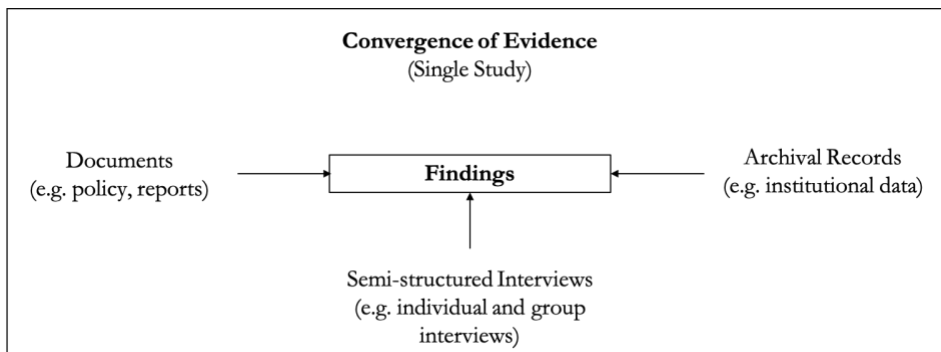 Convergence of Evidence
(Single Study)
Documents
(e.g. policy, reports)
Findings
Archival Records
(e.g. institutional data)
Semi-structured Interviews
(e.g. individual and group
interviews)